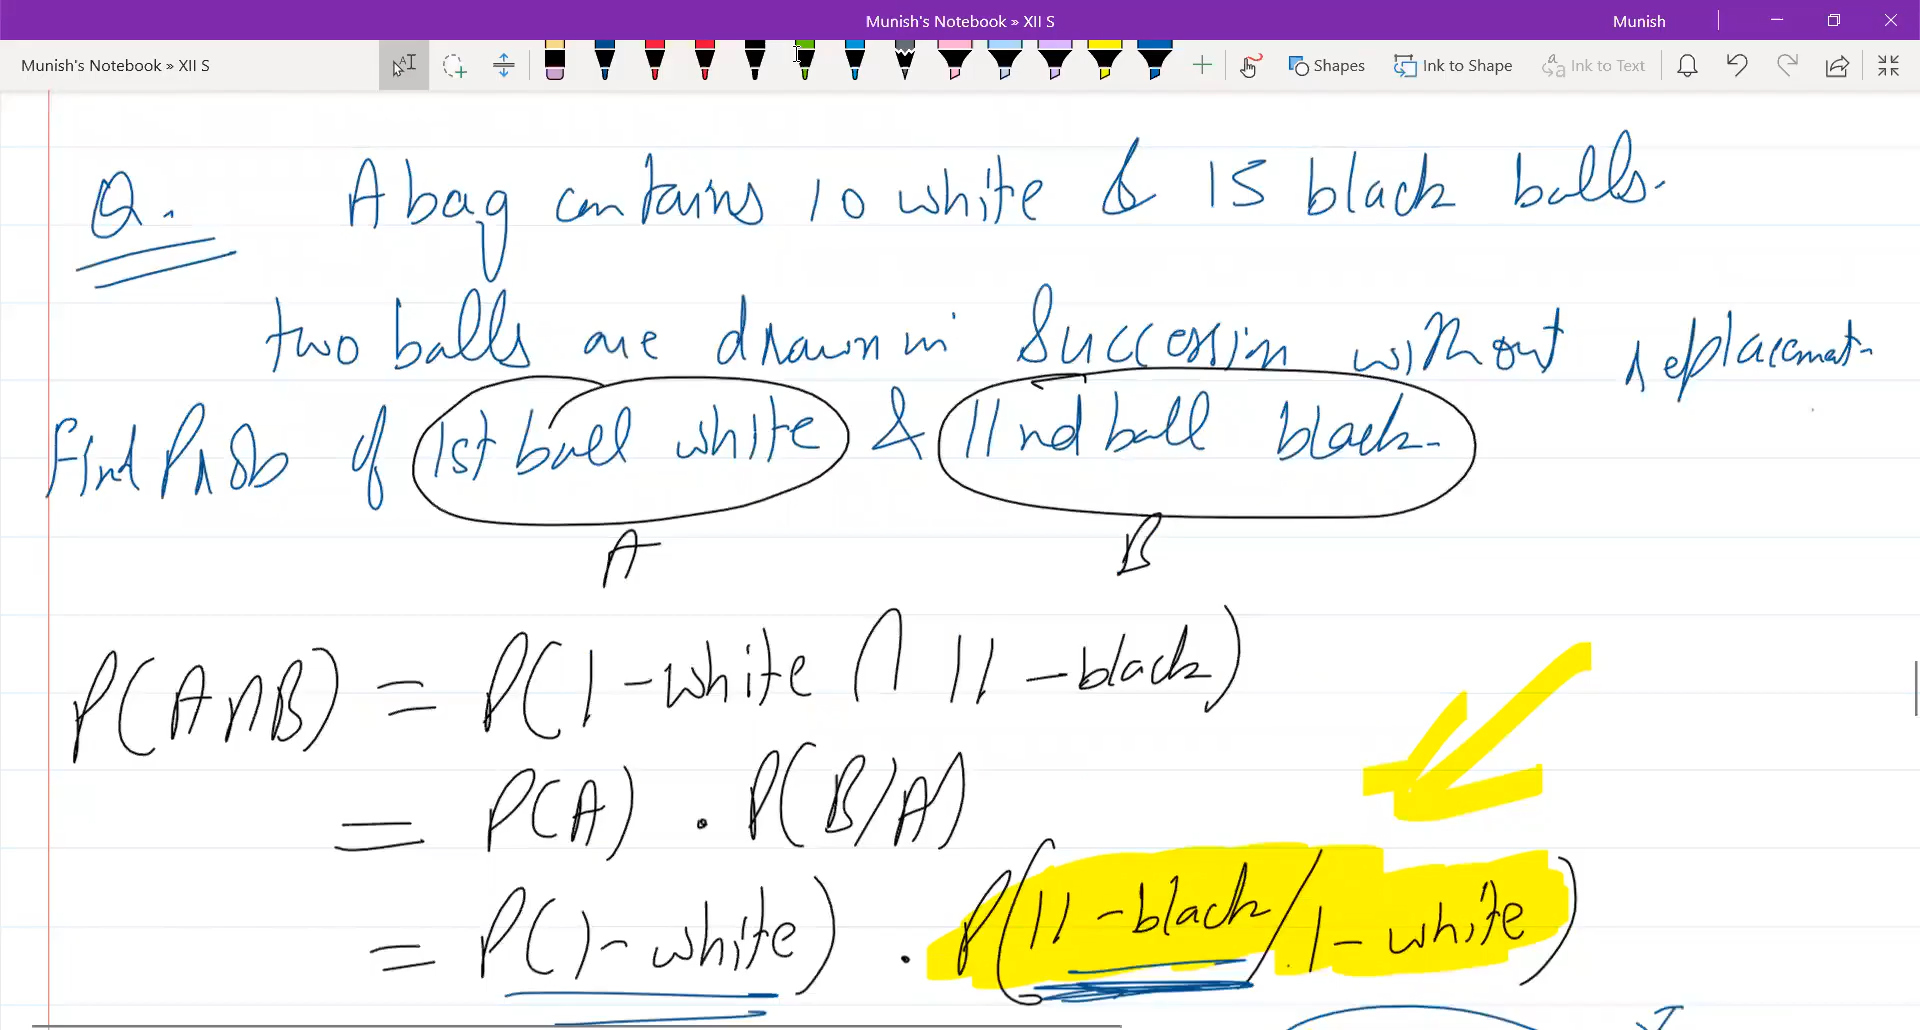 Munish's Notebook » XII S
Munish
Munish's Notebook » XII S
Shapes
Ink to Shape
Ink to Text
Q. A bag contains 10 white & 15 black balls.
two balls are drawn in Succession without replacemat.
Find Prob of 1st ball white & IInd ball black.
A B
P(A∩B) = P(I-white ∩ II-black)
= P(A) . P(B/A)
= P(I-white) . P(II-black/I-white)